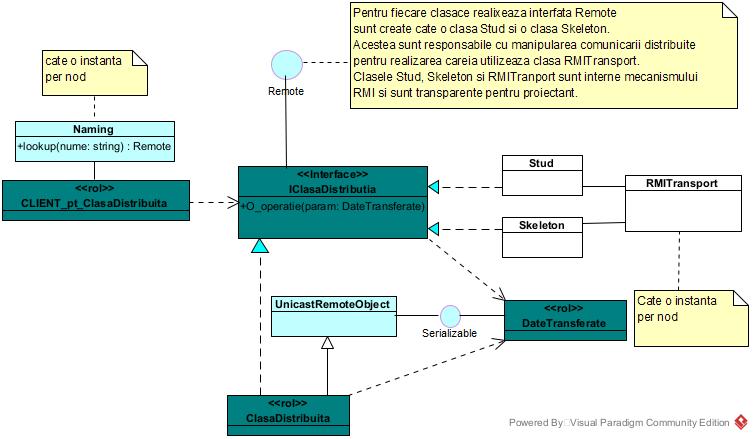 Pentru fiecare clasace realixeaza interfata Remote
sunt create cate o clasa Stud si o clasa Skeleton.
Acestea sunt responsabile cu manipularea comunicarii distribuite
pentru realizarea careia utilizeaza clasa RMITransport.
Clasele Stud, Skeleton si RMITranport sunt interne mecanismului
RMI si sunt transparente pentru proiectant.
cate o instanta
per nod
Remote
Naming
+lookup(nume: string) : Remote
<<rol>>
CLIENT_pt_ClasaDistribuita
<<Interface>>
IClasaDistributia
+O_operatie(param: DateTransferate)
Stud
Skeleton
RMITransport
Cate o instanta
per nod
UnicastRemoteObject
Serializable
<<rol>>
DateTransferate
<<rol>>
ClasaDistribuita
Powered By Visual Paradigm Community Edition